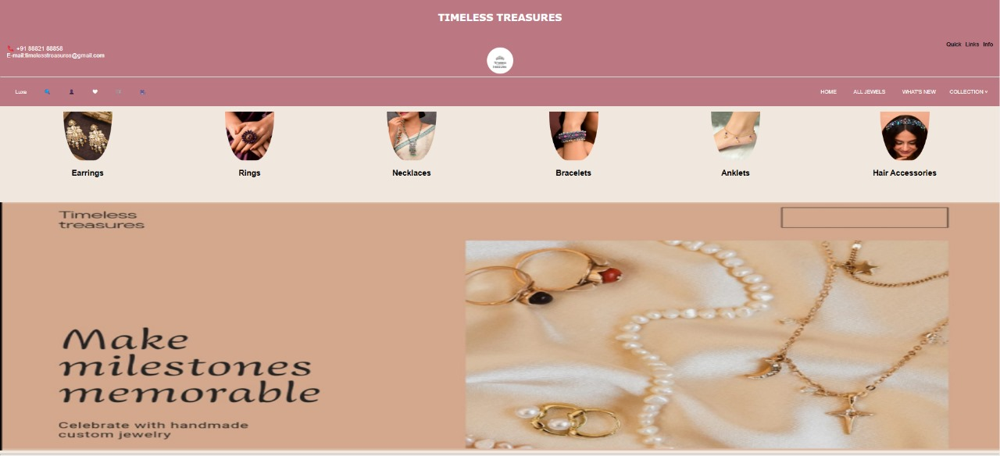 TIMELESS TREASURES
+91 88821 88858
E-mail:timelesstreasures@gmail.com
Quick Links Info
Luxe
HOME ALL JEWELS WHAT'S NEW COLLECTION
Earrings Rings Necklaces Bracelets Anklets Hair Accessories
Timeless
treasures
Make
milestones
memorable
Celebrate with handmade
custom jewelry